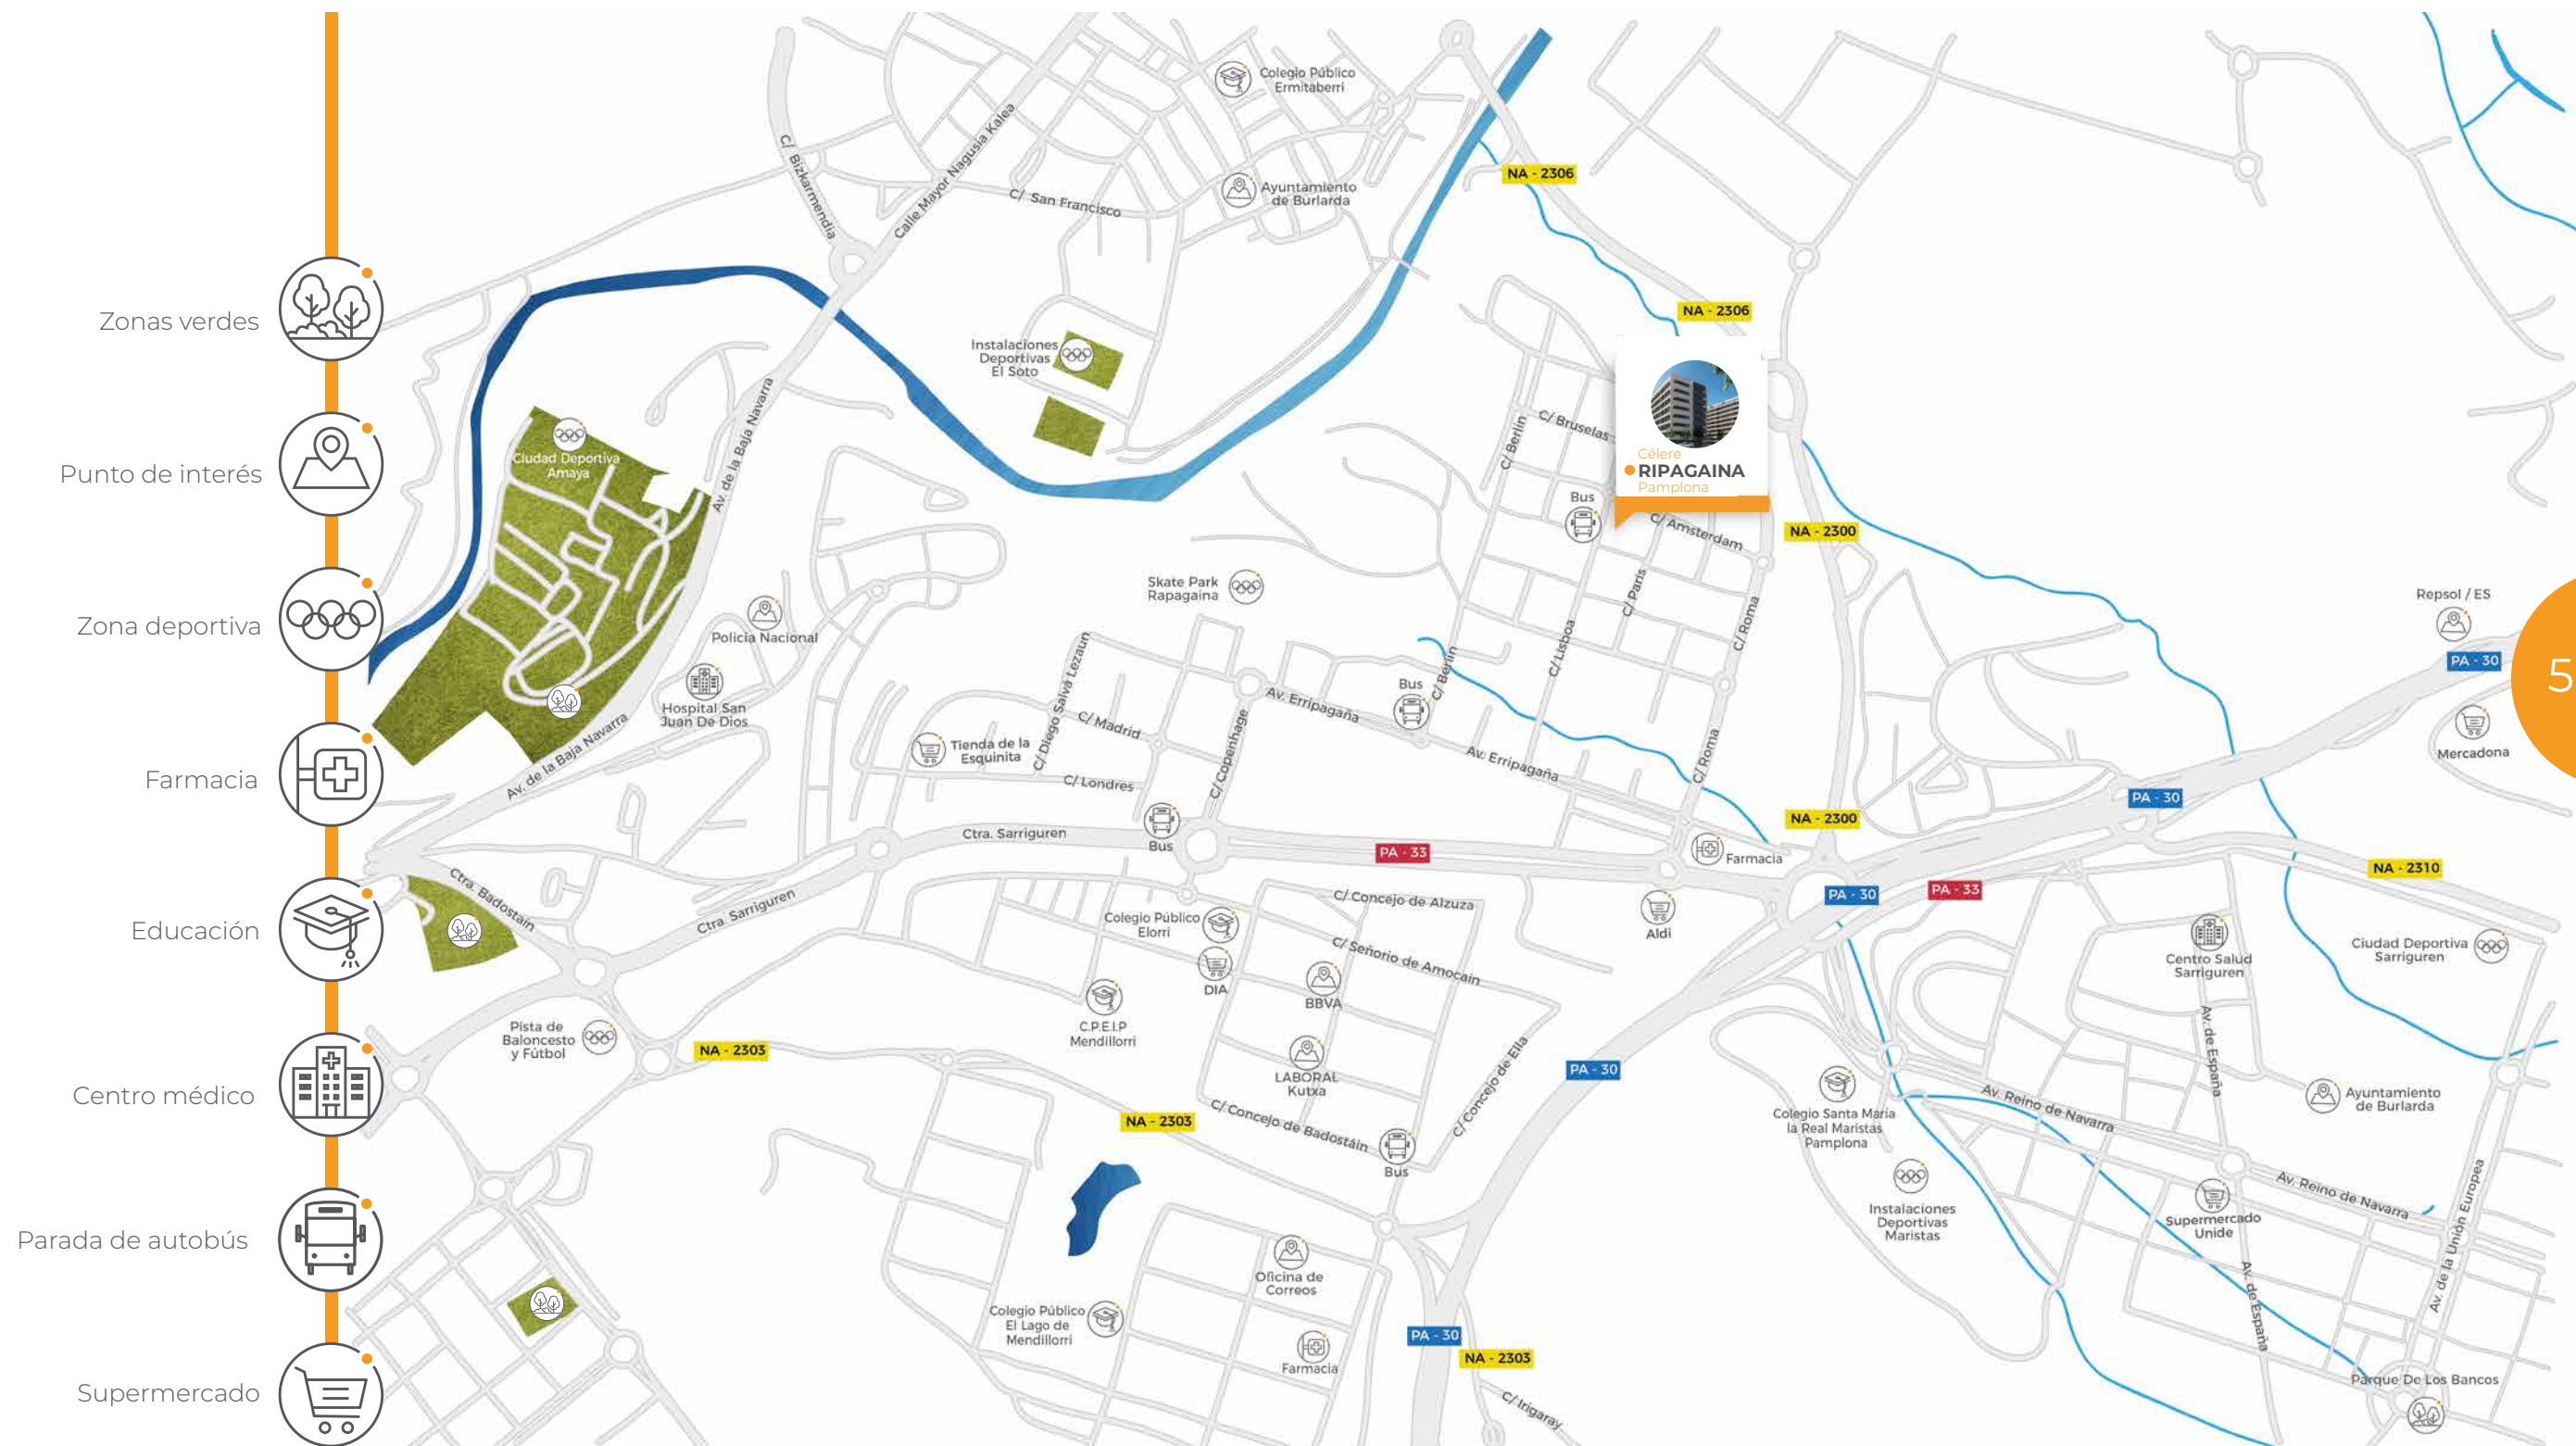 Zonas verdes
Punto de interés
Zona deportiva
Farmacia
Educación
Centro médico
Parada de autobús
Supermercado
Colegio Público
Ermitaberri
C/ Bizkarmendia
Calle Mayor Nagusia Kalea
C/ San Francisco
Ayuntamiento
de Burlarda
NA - 2306
NA - 2306
Instalaciones
Deportivas
El Soto
Ciudad Deportiva
Amaya
Av. de la Baja Navarra
C/ Berlin
C/ Bruselas
Célere
RIPAGAINA
Pamplona
Bus
C/ Amsterdam
NA - 2300
Skate Park
Rapagaina
C/ Paris
C/ Roma
C/ Lisboa
Repsol / ES
PA - 30
5
Policia Nacional
Hospital San
Juan De Dios
C/ Diego Salvá Lezaun
C/ Madrid
Av. Erripagaña
Bus
C/ Berlin
Av. Erripagaña
C/ Roma
Mercadona
Tienda de la
Esquinita
C/ Copenhage
C/ Londres
Av. de la Baja Navarra
PA - 30
NA - 2300
Bus
Ctra. Sarriguren
PA - 33
Farmacia
NA - 2310
Ctra. Badostain
Ctra. Sarriguren
C/ Concejo de Alzuza
PA - 30
PA - 33
Colegio Público
Elorri
Aldi
C/ Señorio de Amocain
Centro Salud
Sarriguren
Ciudad Deportiva
Sarriguren
DIA
BBVA
C.P.E.I.P
Mendillorri
Pista de
Baloncesto
y Fútbol
NA - 2303
Av. de España
C/ Concejo de Elia
PA - 30
LABORAL
Kutxa
Av. Reino de Navarra
Ayuntamiento
de Burlarda
Colegio Santa María
la Real Maristas
Pamplona
NA - 2303
C/ Concejo de Badostáin
Bus
Instalaciones
Deportivas
Maristas
Av. Reino de Navarra
Supermercado
Unide
Av. de la Unión Europea
Oficina de
Correos
Av. de España
Colegio Público
El Lago de
Mendillorri
PA - 30
NA - 2303
Farmacia
Parque De Los Bancos
C/ Irigaray